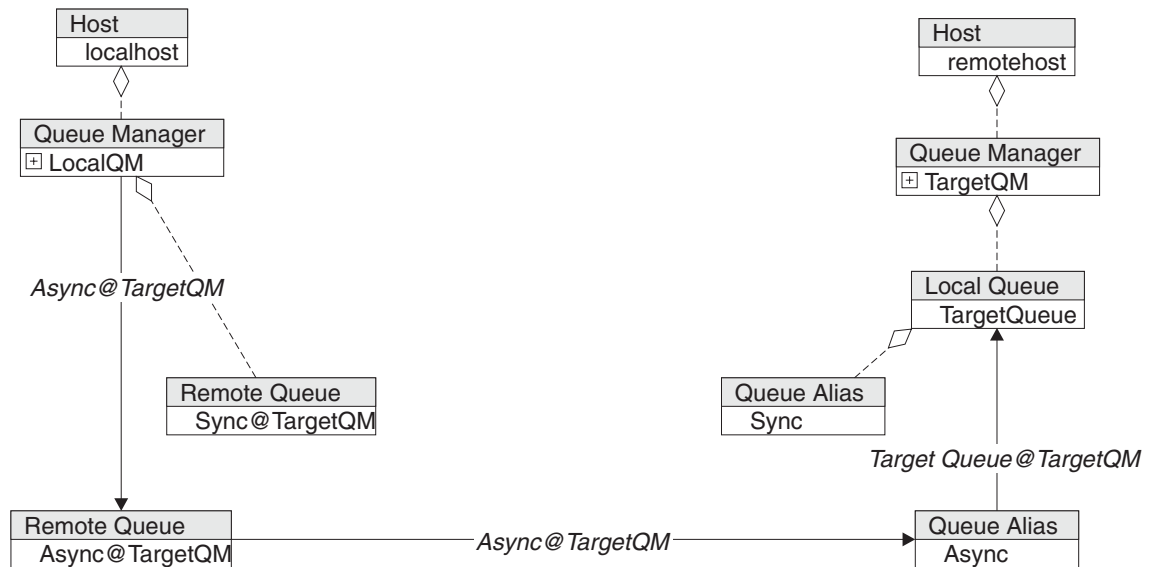 Host
localhost
Host
remotehost
Queue Manager
LocalQM
Queue Manager
TargetQM
Async@TargetQM
Local Queue
TargetQueue
Remote Queue
Sync@TargetQM
Queue Alias
Sync
Target Queue@TargetQM
Remote Queue
Async@TargetQM
Async@TargetQM
Queue Alias
Async